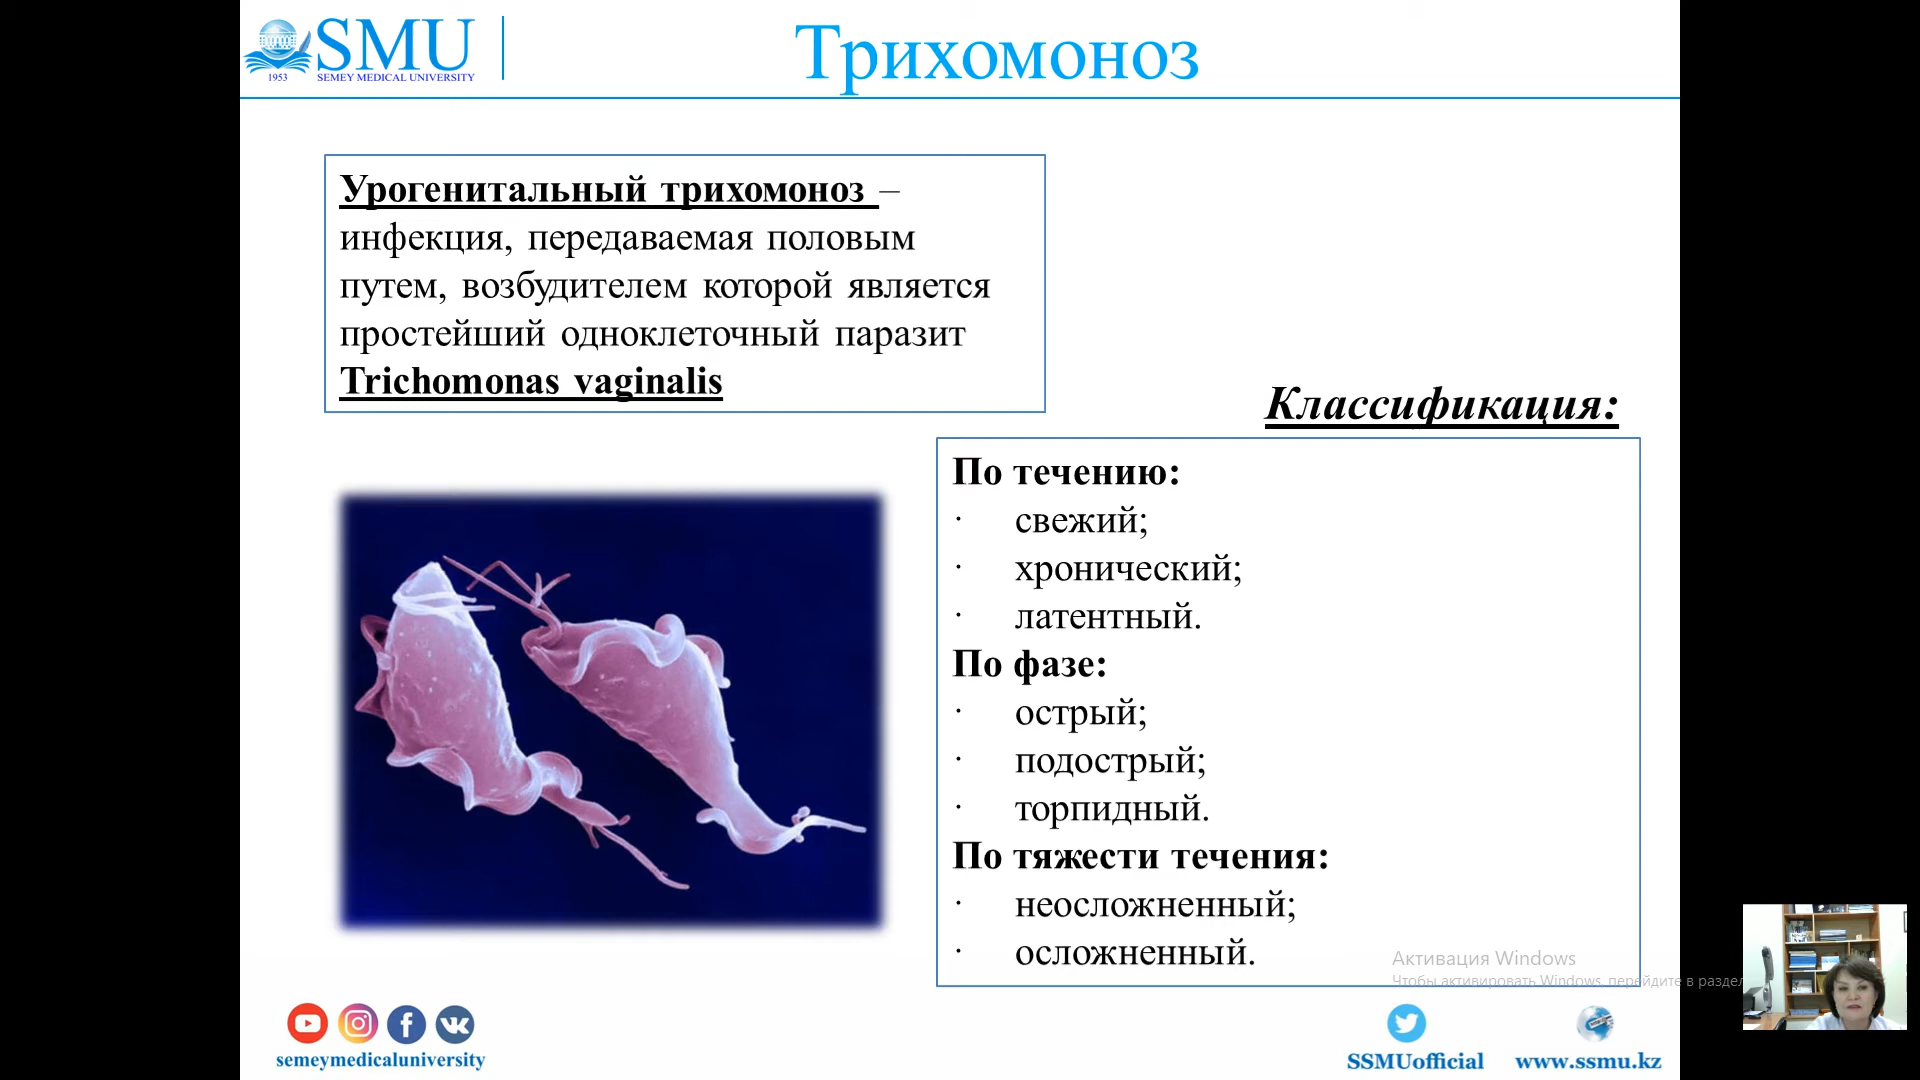 SMU
1953 SEMEY MEDICAL UNIVERSITY
Трихомоноз
Урогенитальный трихомоноз –
инфекция, передаваемая половым
путем, возбудителем которой является
простейший одноклеточный паразит
Trichomonas vaginalis
Классификация:
По течению:
· свежий;
· хронический;
· латентный.
По фазе:
· острый;
· подострый;
· торпидный.
По тяжести течения:
· неосложненный;
· осложненный.
Активация Windows
Чтобы активировать Windows, перейдите в раздел
semeymedicaluniversity
SSMUofficial
www.ssmu.kz